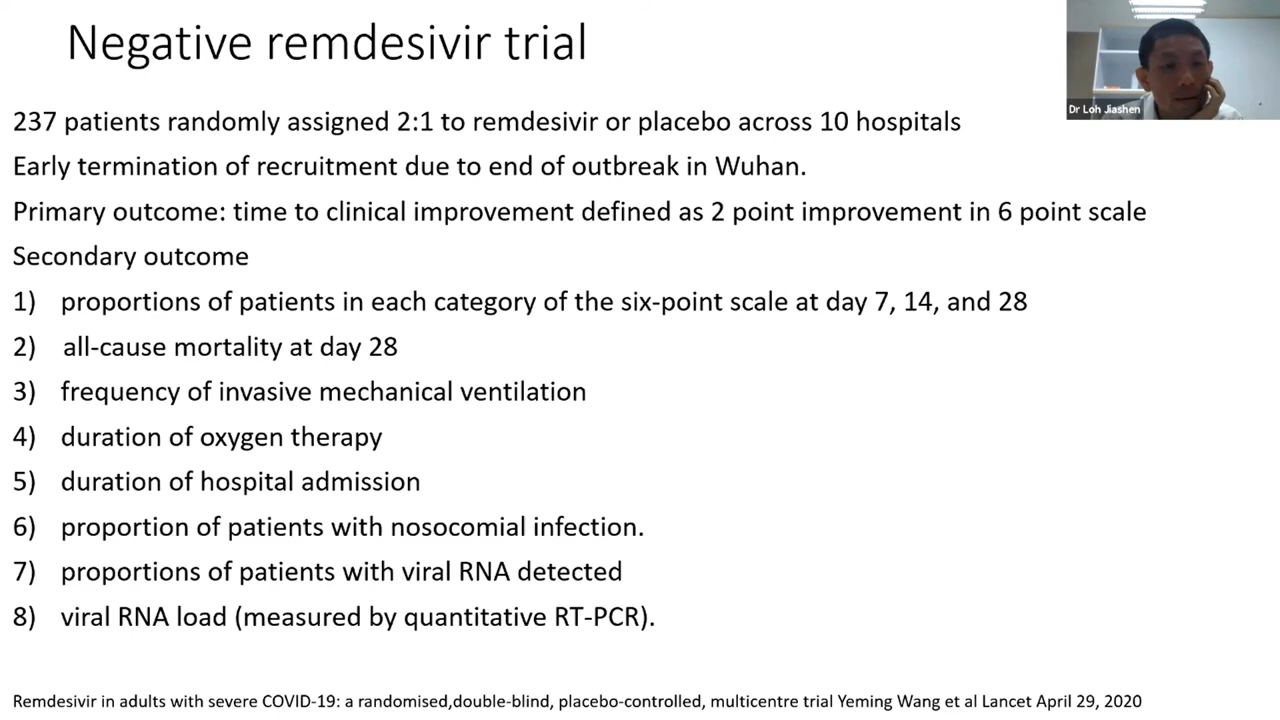 Negative remdesivir trial
Dr Loh Jiashen
237 patients randomly assigned 2:1 to remdesivir or placebo across 10 hospitals
Early termination of recruitment due to end of outbreak in Wuhan.
Primary outcome: time to clinical improvement defined as 2 point improvement in 6 point scale
Secondary outcome
1) proportions of patients in each category of the six-point scale at day 7, 14, and 28
2) all-cause mortality at day 28
3) frequency of invasive mechanical ventilation
4) duration of oxygen therapy
5) duration of hospital admission
6) proportion of patients with nosocomial infection.
7) proportions of patients with viral RNA detected
8) viral RNA load (measured by quantitative RT-PCR).
Remdesivir in adults with severe COVID-19: a randomised,double-blind, placebo-controlled, multicentre trial Yeming Wang et al Lancet April 29, 2020